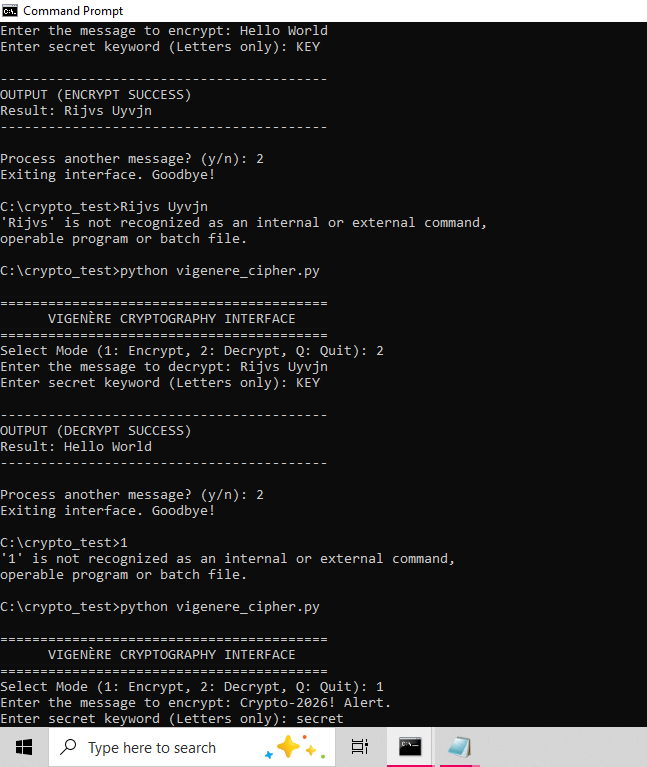 Command Prompt
Enter the message to encrypt: Hello World
Enter secret keyword (Letters only): KEY
-----------------------------------------
OUTPUT (ENCRYPT SUCCESS)
Result: Rijvs Uyvjn
-----------------------------------------
Process another message? (y/n): 2
Exiting interface. Goodbye!
C:\crypto_test>Rijvs Uyvjn
'Rijvs' is not recognized as an internal or external command,
operable program or batch file.
C:\crypto_test>python vigenere_cipher.py
=========================================
VIGENÈRE CRYPTOGRAPHY INTERFACE
=========================================
Select Mode (1: Encrypt, 2: Decrypt, Q: Quit): 2
Enter the message to decrypt: Rijvs Uyvjn
Enter secret keyword (Letters only): KEY
-----------------------------------------
OUTPUT (DECRYPT SUCCESS)
Result: Hello World
-----------------------------------------
Process another message? (y/n): 2
Exiting interface. Goodbye!
C:\crypto_test>1
'1' is not recognized as an internal or external command,
operable program or batch file.
C:\crypto_test>python vigenere_cipher.py
=========================================
VIGENÈRE CRYPTOGRAPHY INTERFACE
=========================================
Select Mode (1: Encrypt, 2: Decrypt, Q: Quit): 1
Enter the message to encrypt: Crypto-2026! Alert.
Enter secret keyword (Letters only): secret
Type here to search